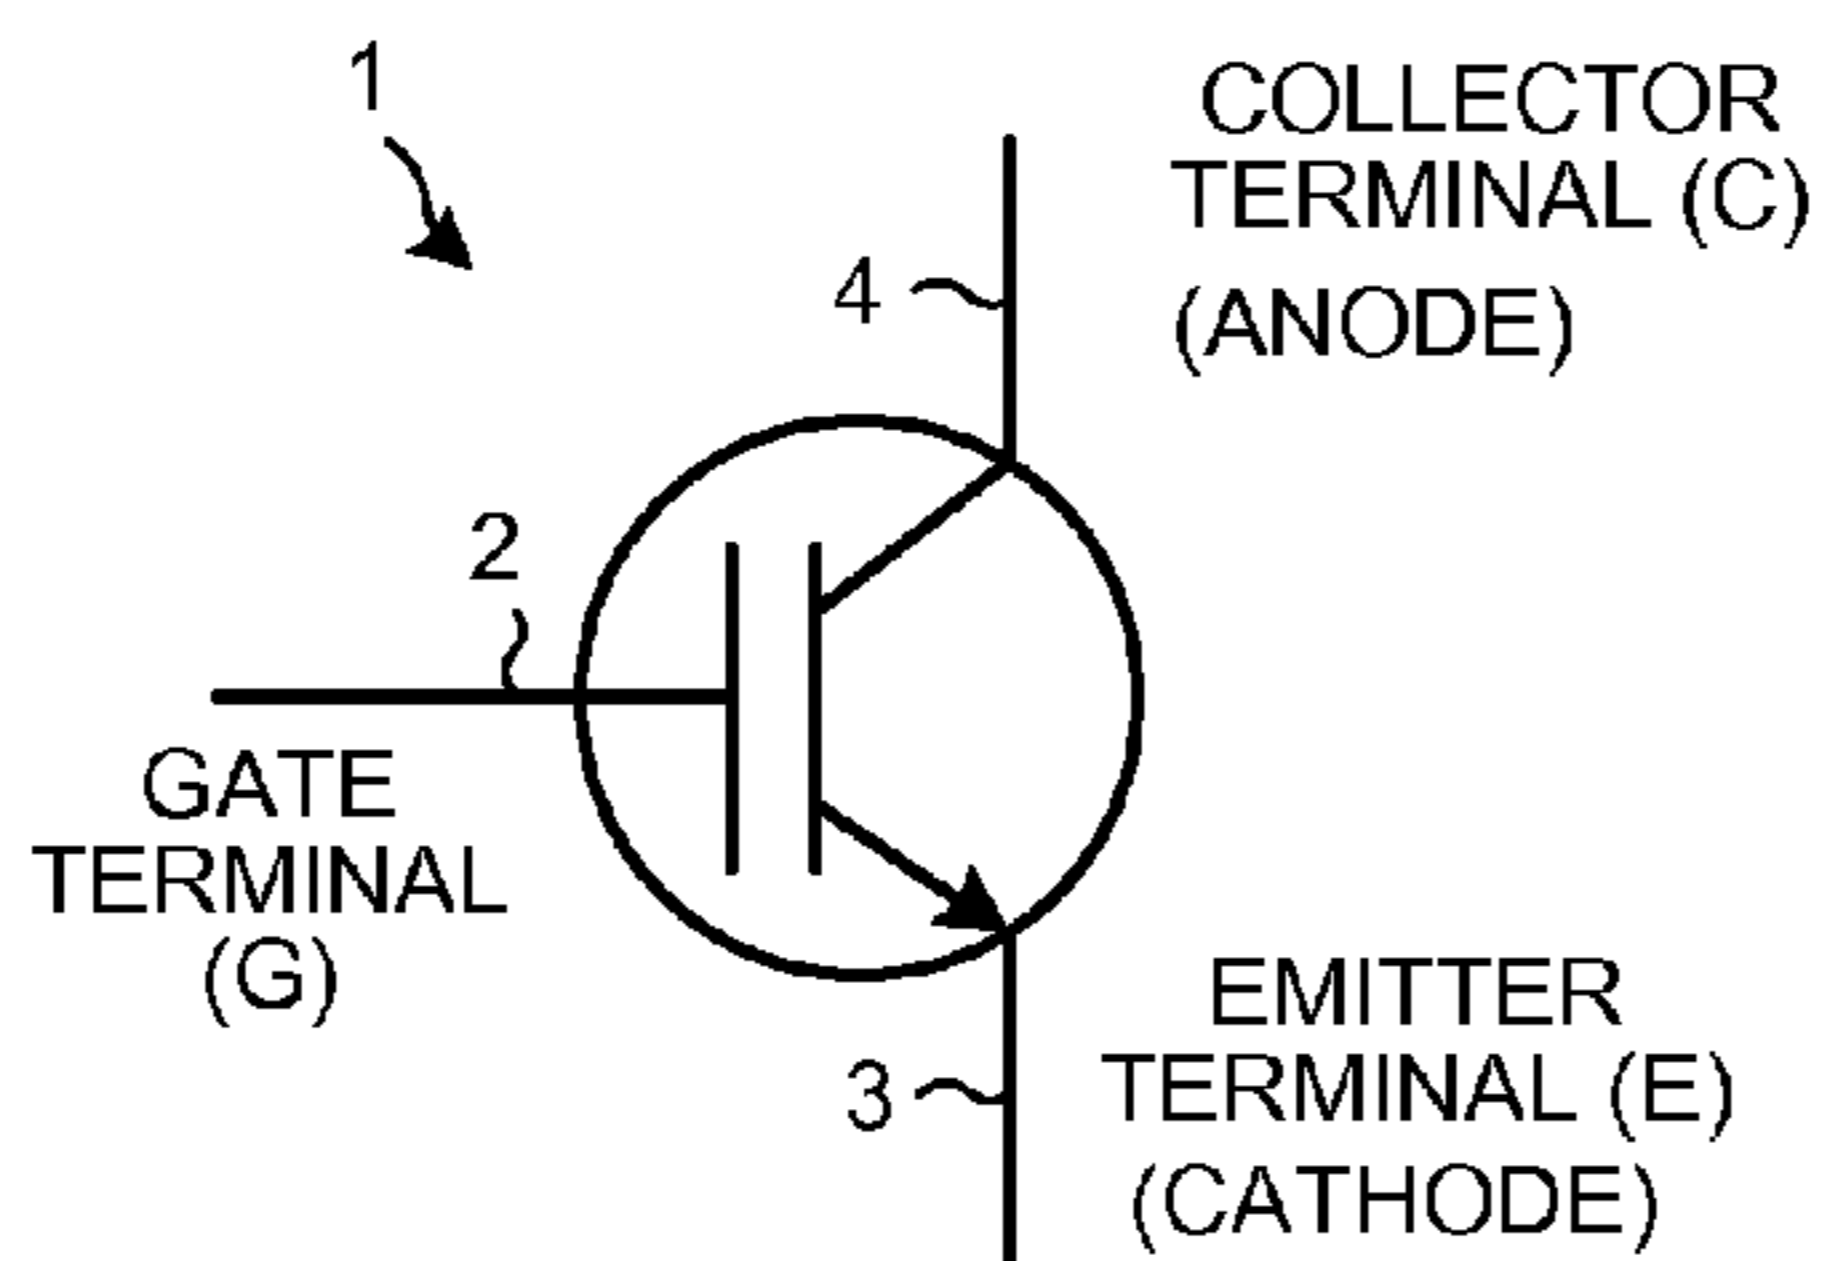 1
COLLECTOR
TERMINAL (C)
(ANODE)
4
2
GATE
TERMINAL
(G)
EMITTER
TERMINAL (E)
(CATHODE)
3